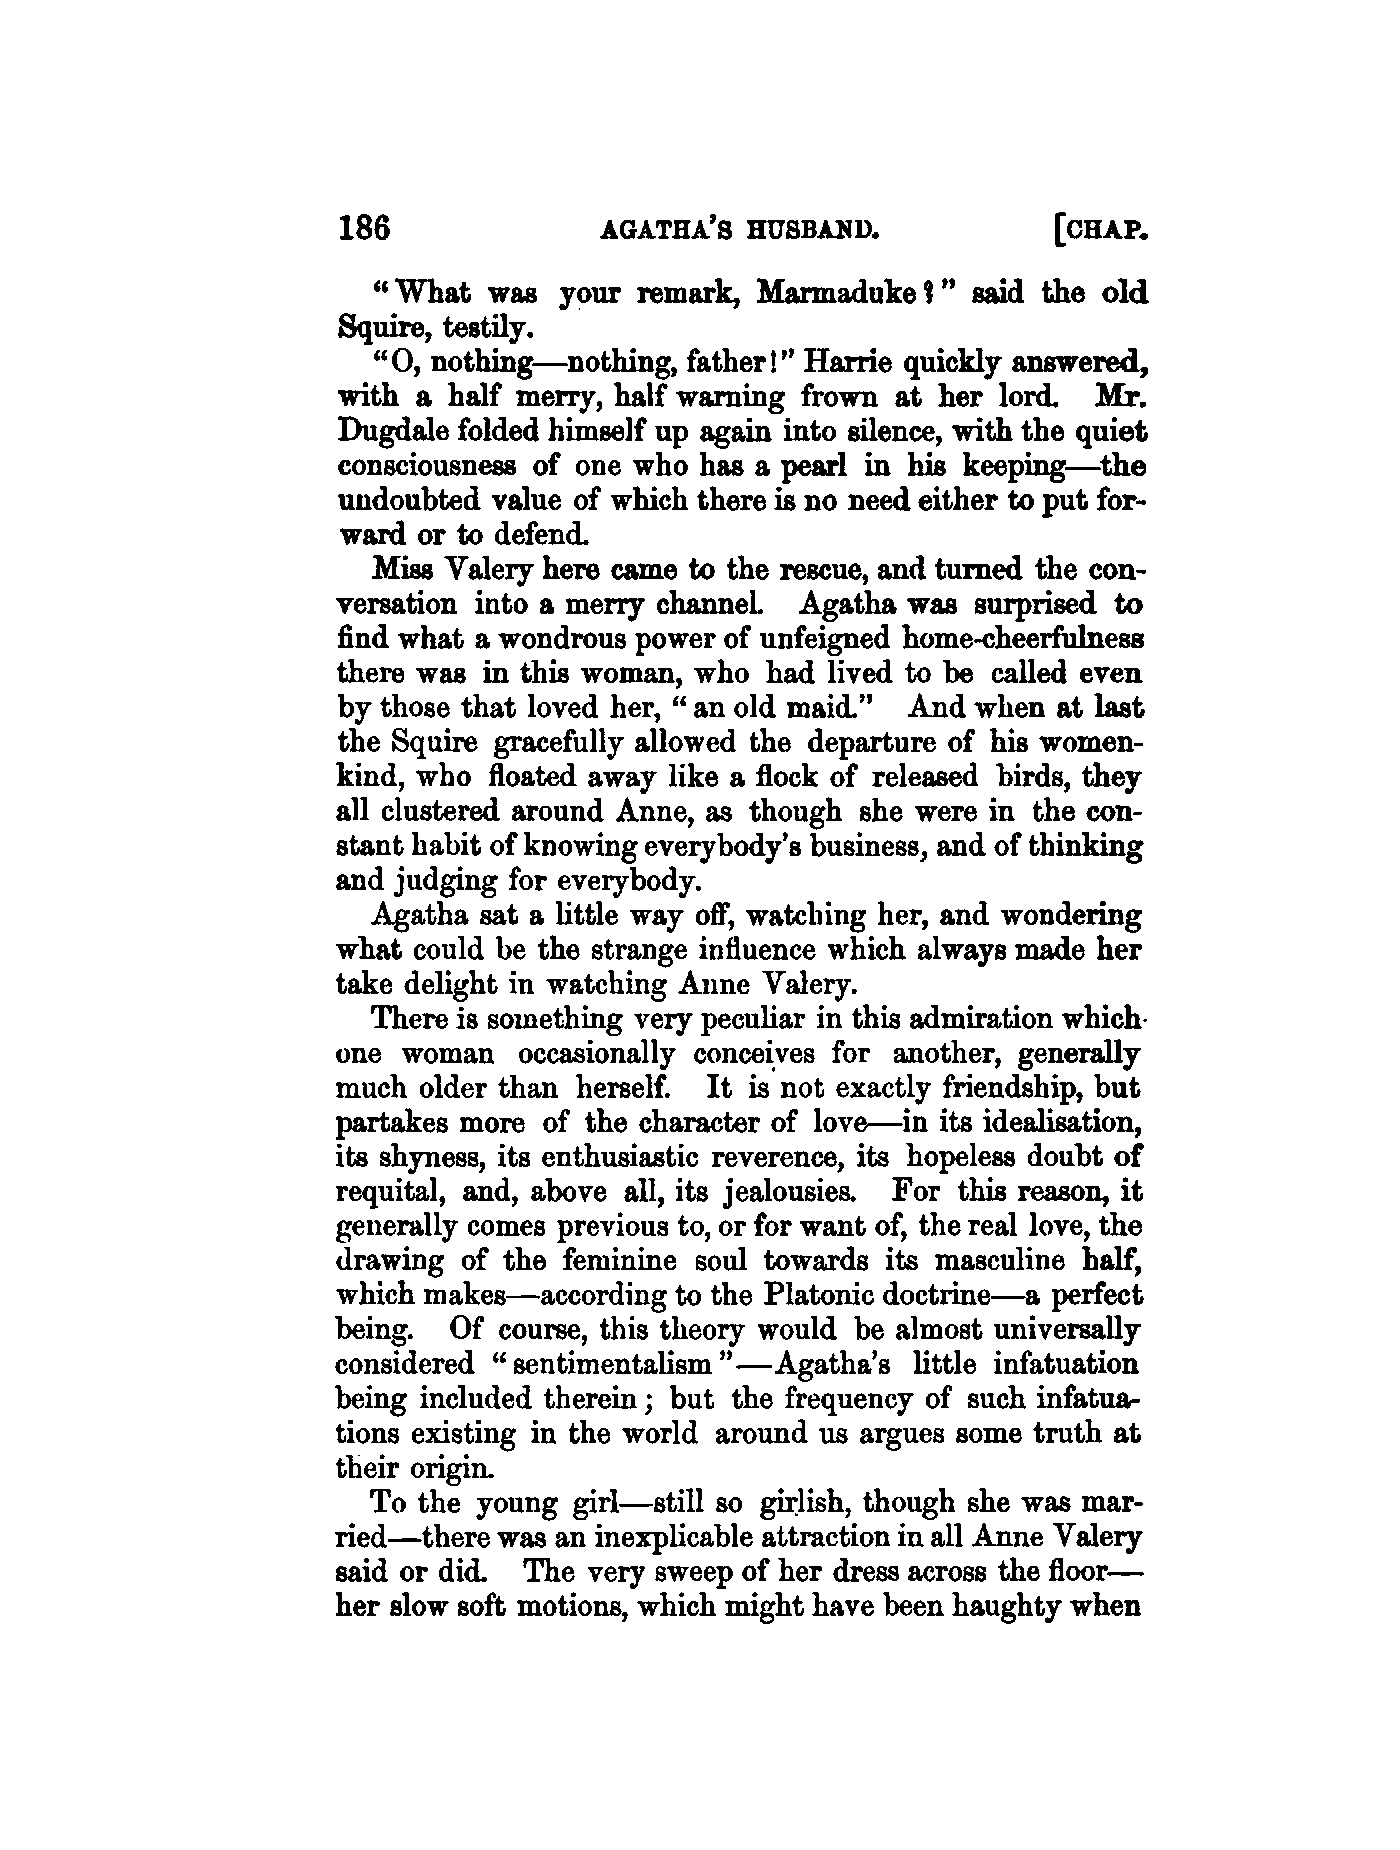 186 AGATHA'S HUSBAND. [CHAP.
"What was your remark, Marmaduke?" said the old
Squire, testily.
"O, nothing—nothing, father!" Harrie quickly answered,
with a half merry, half warning frown at her lord. Mr.
Dugdale folded himself up again into silence, with the quiet
consciousness of one who has a pearl in his keeping—the
undoubted value of which there is no need either to put for-
ward or to defend.
Miss Valery here came to the rescue, and turned the con-
versation into a merry channel. Agatha was surprised to
find what a wondrous power of unfeigned home-cheerfulness
there was in this woman, who had lived to be called even
by those that loved her, "an old maid." And when at last
the Squire gracefully allowed the departure of his women-
kind, who floated away like a flock of released birds, they
all clustered around Anne, as though she were in the con-
stant habit of knowing everybody's business, and of thinking
and judging for everybody.
Agatha sat a little way off, watching her, and wondering
what could be the strange influence which always made her
take delight in watching Anne Valery.
There is something very peculiar in this admiration which
one woman occasionally conceives for another, generally
much older than herself. It is not exactly friendship, but
partakes more of the character of love—in its idealisation,
its shyness, its enthusiastic reverence, its hopeless doubt of
requital, and, above all, its jealousies. For this reason, it
generally comes previous to, or for want of, the real love, the
drawing of the feminine soul towards its masculine half,
which makes—according to the Platonic doctrine—a perfect
being. Of course, this theory would be almost universally
considered "sentimentalism"—Agatha's little infatuation
being included therein; but the frequency of such infatua-
tions existing in the world around us argues some truth at
their origin.
To the young girl—still so girlish, though she was mar-
ried—there was an inexplicable attraction in all Anne Valery
said or did. The very sweep of her dress across the floor—
her slow soft motions, which might have been haughty when